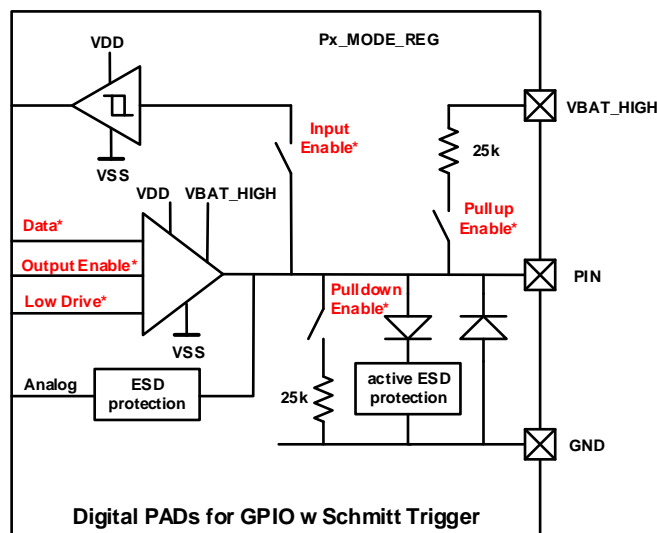 VDD
Px_MODE_REG
VBAT_HIGH
Input
Enable*
25k
VSS
VDD
VBAT_HIGH
Pullup
Enable*
Data*
Output Enable*
PIN
Pulldown
Enable*
Low Drive*
VSS
Analog
ESD
protection
25k
active ESD
protection
GND
Digital PADs for GPIO w Schmitt Trigger